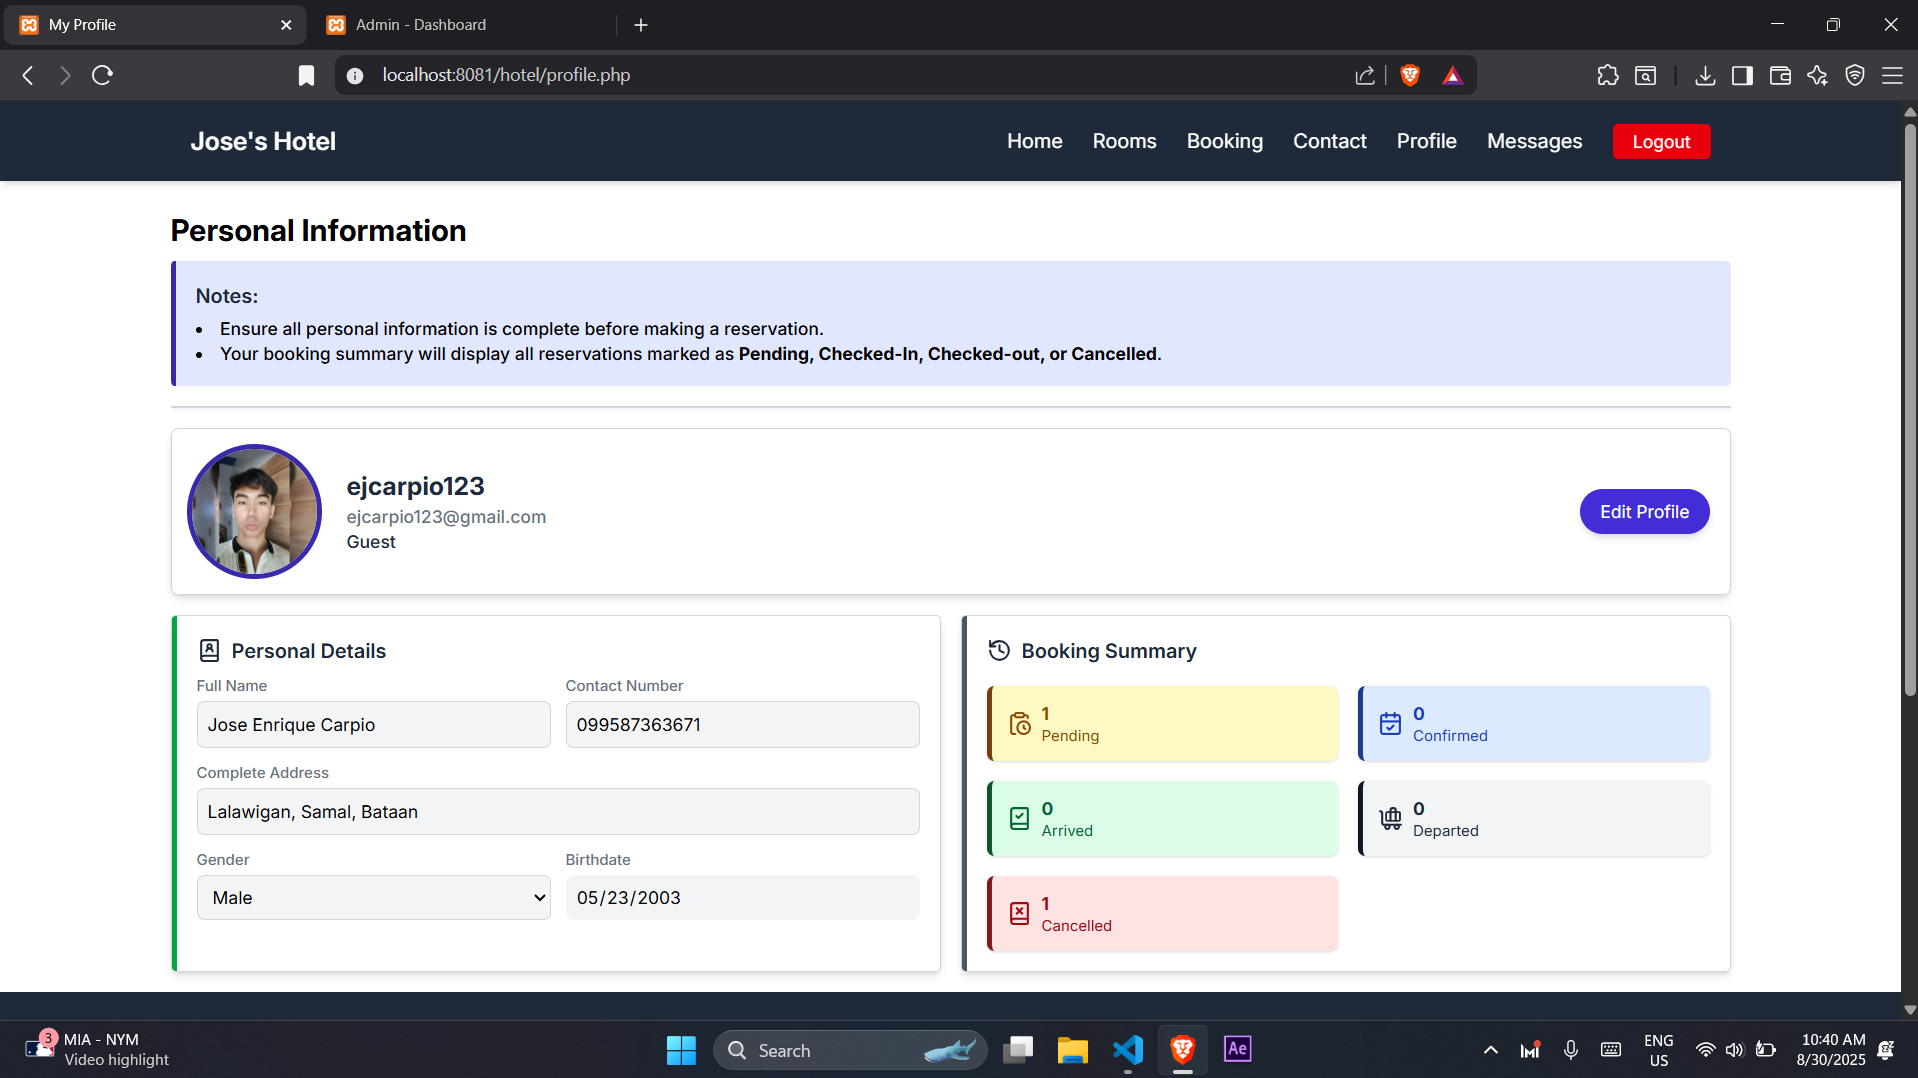 My Profile
Admin - Dashboard
localhost:8081/hotel/profile.php
Jose's Hotel
Home
Rooms
Booking
Contact
Profile
Messages
Logout
Personal Information
Notes:
Ensure all personal information is complete before making a reservation.
Your booking summary will display all reservations marked as Pending, Checked-In, Checked-out, or Cancelled.
ejcarpio123
ejcarpio123@gmail.com
Guest
Edit Profile
Personal Details
Full Name
Contact Number
Jose Enrique Carpio
099587363671
Complete Address
Lalawigan, Samal, Bataan
Gender
Birthdate
Male
05/23/2003
Booking Summary
1
Pending
0
Confirmed
0
Arrived
0
Departed
1
Cancelled
3
MIA - NYM
Video highlight
Search
Ae
ENG
US
10:40 AM
8/30/2025